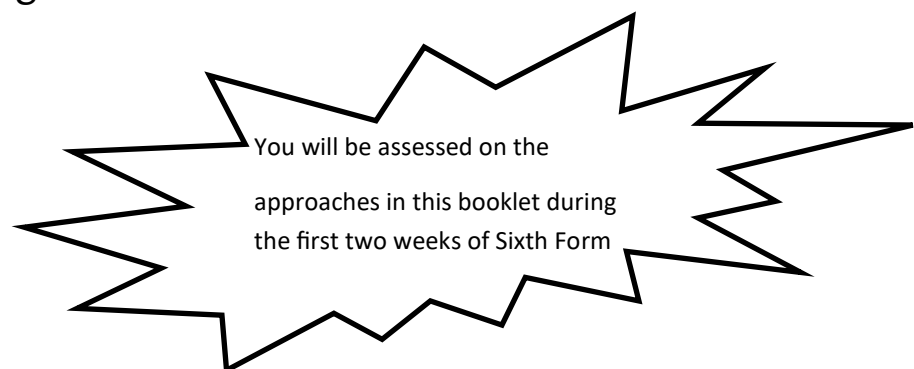 You will be assessed on the
approaches in this booklet during
the first two weeks of Sixth Form